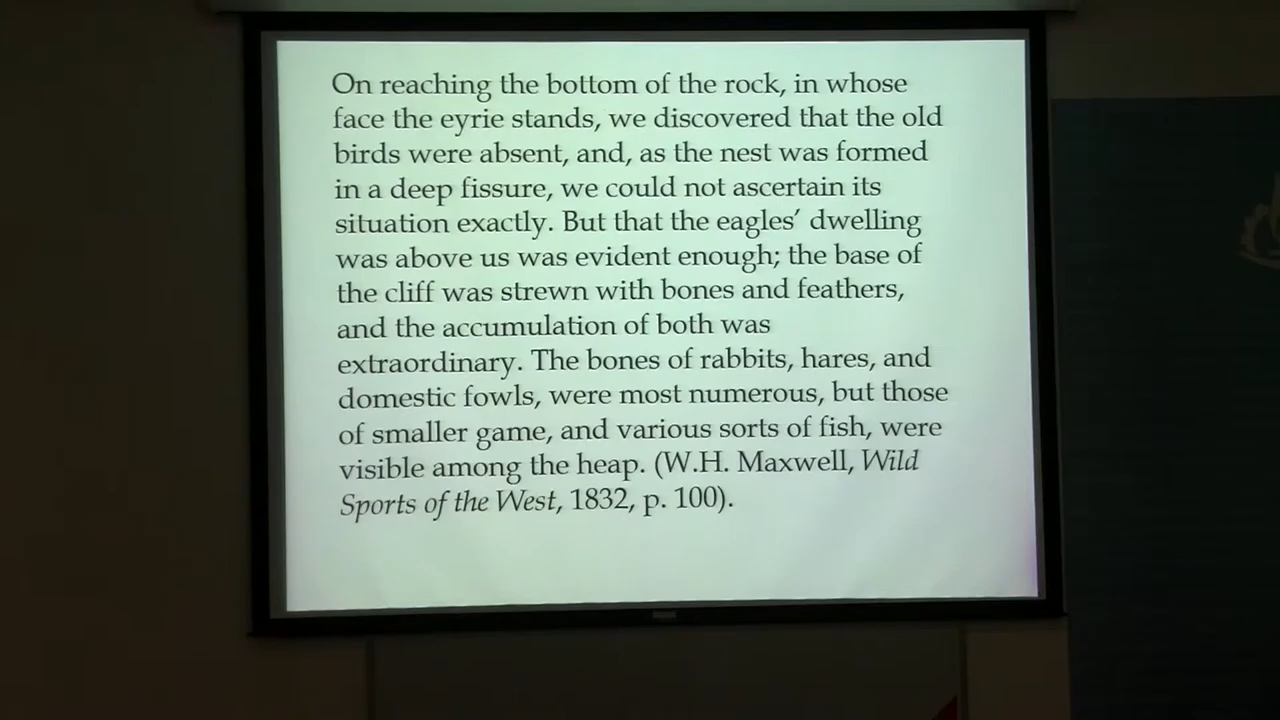 On reaching the bottom of the rock, in whose
face the eyrie stands, we discovered that the old
birds were absent, and, as the nest was formed
in a deep fissure, we could not ascertain its
situation exactly. But that the eagles’ dwelling
was above us was evident enough; the base of
the cliff was strewn with bones and feathers,
and the accumulation of both was
extraordinary. The bones of rabbits, hares, and
domestic fowls, were most numerous, but those
of smaller game, and various sorts of fish, were
visible among the heap. (W.H. Maxwell, Wild
Sports of the West, 1832, p. 100).